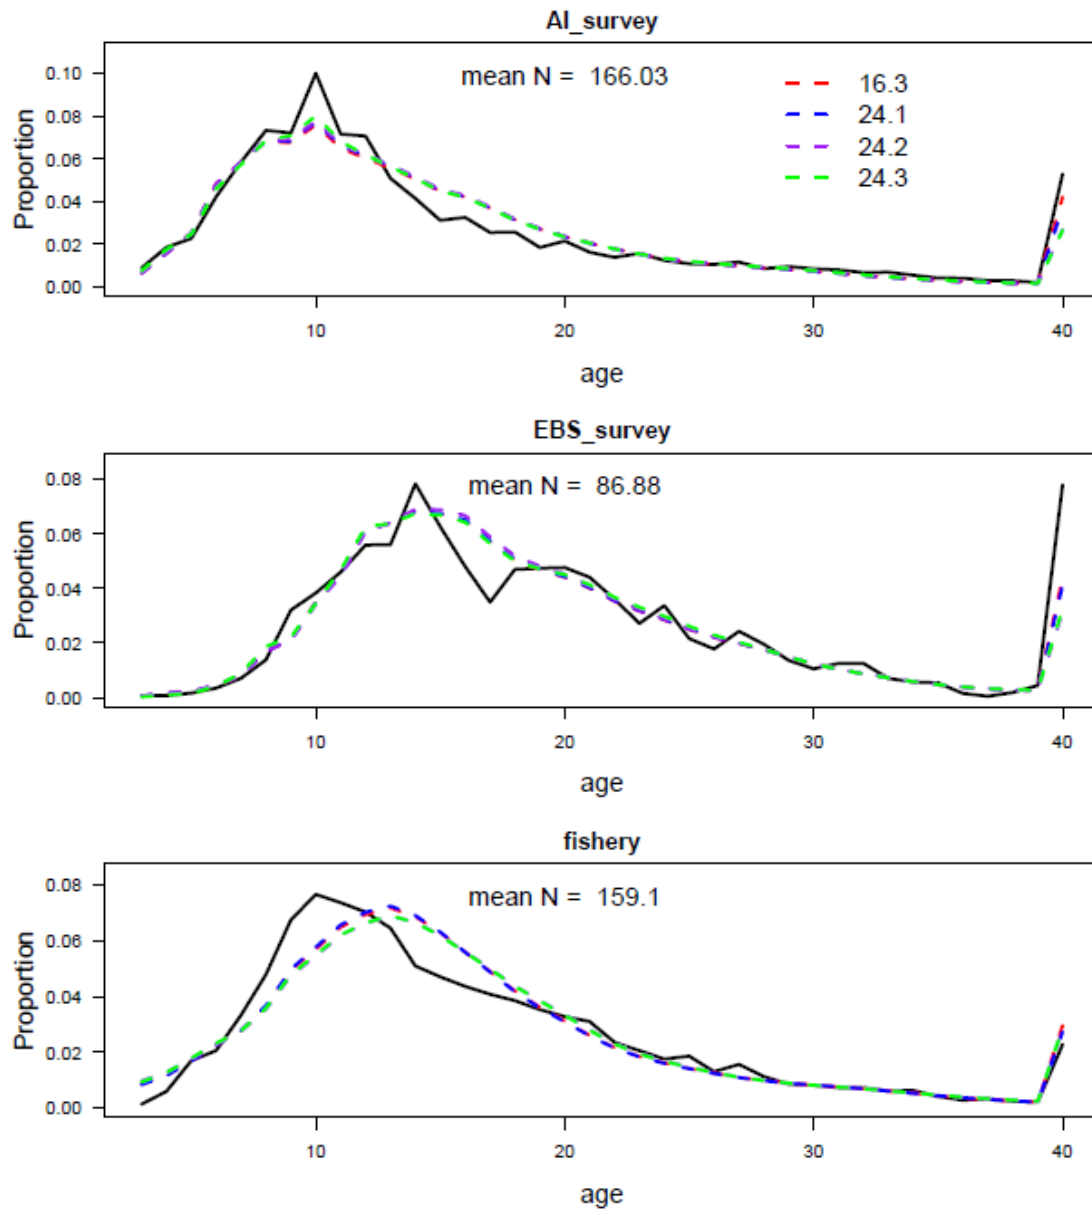 AI_survey
mean N = 166.03
16.3
24.1
24.2
24.3
Proportion
0.10
0.08
0.06
0.04
0.02
0.00
10 20 30 40
age
EBS_survey
mean N = 86.88
Proportion
0.08
0.06
0.04
0.02
0.00
10 20 30 40
age
fishery
mean N = 159.1
Proportion
0.08
0.06
0.04
0.02
0.00
10 20 30 40
age